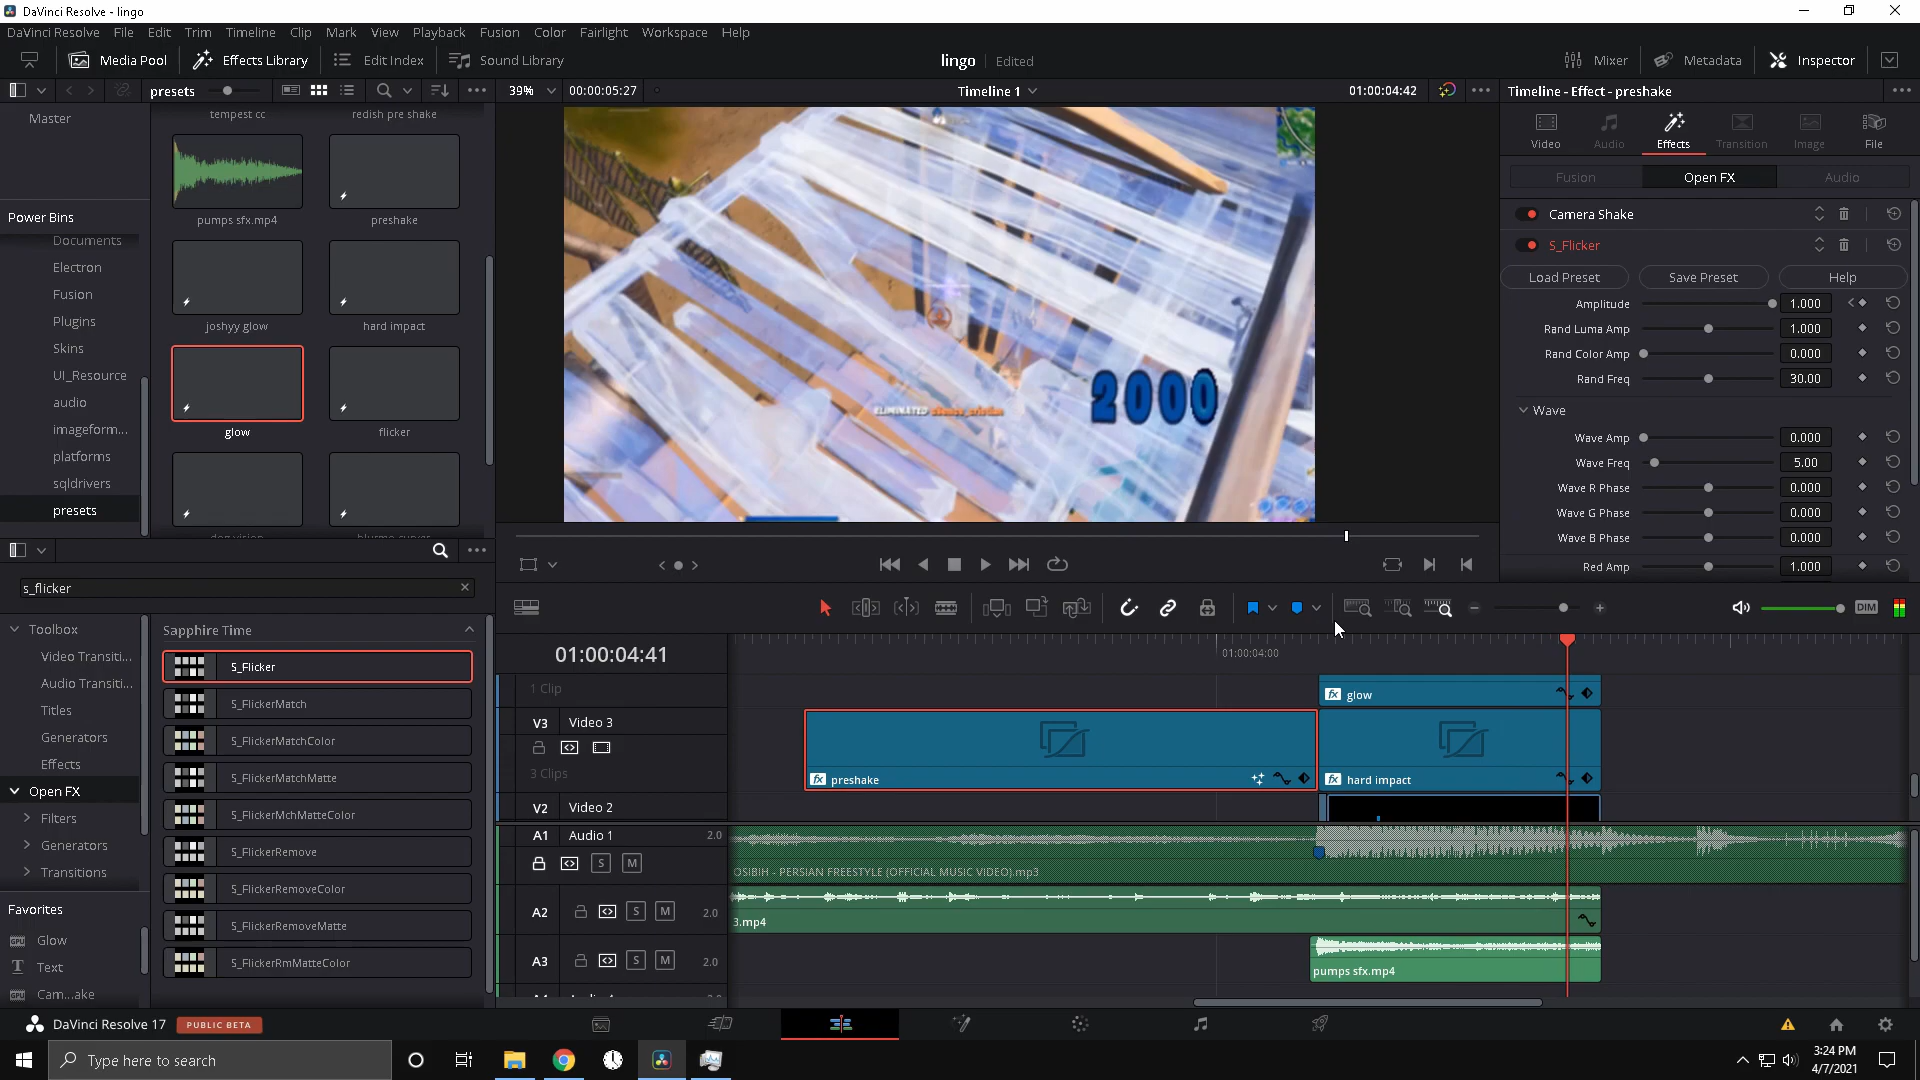 DaVinci Resolve - lingo
DaVinci Resolve File Edit Trim Timeline Clip Mark View Playback Fusion Color Fairlight Workspace Help
Media Pool Effects Library Edit Index Sound Library lingo Edited Mixer Metadata Inspector
presets 39% 00:00:05:27 Timeline 1 01:00:04:42 Timeline - Effect - preshake
Master
tempest cc redish pre shake
Video Audio Effects Transition Image File
Fusion Open FX Audio
Power Bins
pumps sfx.mp4 preshake
Camera Shake
Documents
S_Flicker
Electron
Load Preset Save Preset Help
Fusion
Amplitude 1.000
Plugins
joshyy glow hard impact
Rand Luma Amp 1.000
Skins
Rand Color Amp 0.000
UI_Resource
Rand Freq 30.00
audio
ELIMINATED
2000
Wave
imageform...
glow flicker
Wave Amp 0.000
platforms
Wave Freq 5.00
sqldrivers
Wave R Phase 0.000
presets
Wave G Phase 0.000
Wave B Phase 0.000
Red Amp 1.000
s_flicker
Toolbox
Video Transiti...
Audio Transiti...
Titles
Generators
Effects
Open FX
Filters
Generators
Transitions
Favorites
Glow
Text
Cam...ake
Sapphire Time
S_Flicker
S_FlickerMatch
S_FlickerMatchColor
S_FlickerMatchMatte
S_FlickerMchMatteColor
S_FlickerRemove
S_FlickerRemoveColor
S_FlickerRemoveMatte
S_FlickerRmMatteColor
DIM
01:00:04:41
01:00:04:00
1 Clip
glow
V3 Video 3
3 Clips
preshake
hard impact
V2 Video 2
A1 Audio 1 2.0
S M
OSIBIH - PERSIAN FREESTYLE (OFFICIAL MUSIC VIDEO).mp3
A2 S M 2.0
3.mp4
A3 S M 2.0
pumps sfx.mp4
DaVinci Resolve 17 PUBLIC BETA
Type here to search
3:24 PM
4/7/2021